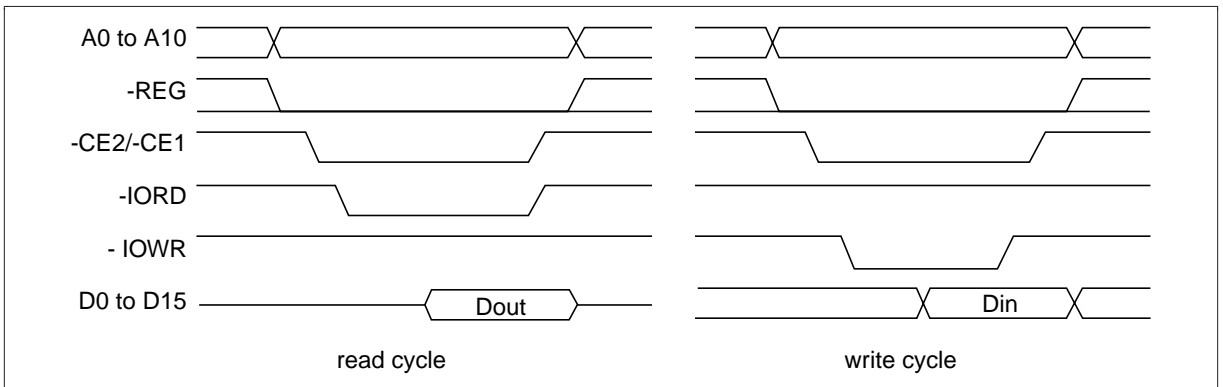 A0 to A10
-REG
-CE2/-CE1
-IORD
- IOWR
D0 to D15
Dout
Din
read cycle
write cycle